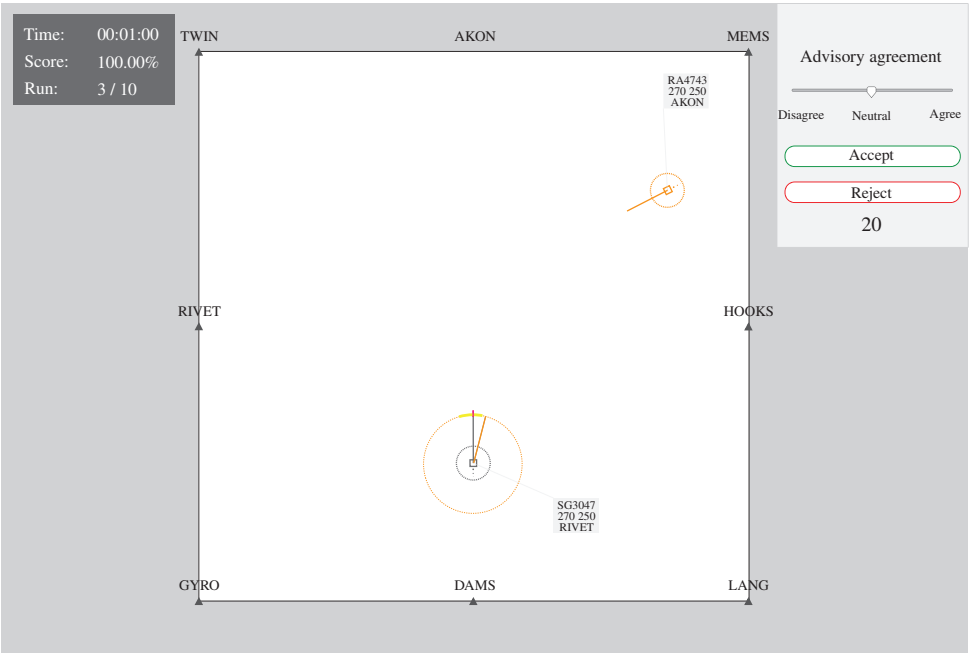 Time: 00:01:00
Score: 100.00%
Run: 3 / 10
TWIN
AKON
MEMS
RA4743
270 250
AKON
Advisory agreement
Disagree
Neutral
Agree
Accept
Reject
20
RIVET
HOOKS
SG3047
270 250
RIVET
GYRO
DAMS
LANG